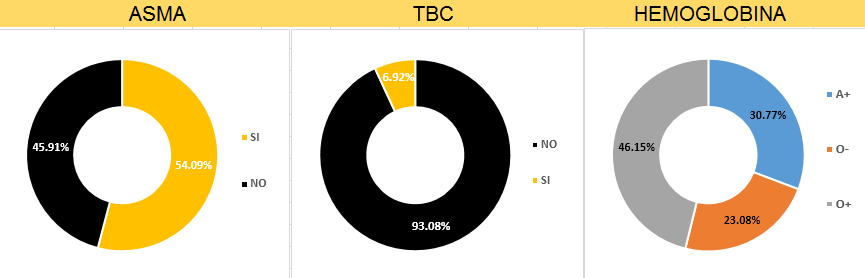 ASMA
45.91%
54.09%
SI
NO
TBC
6.92%
93.08%
NO
SI
HEMOGLOBINA
30.77%
46.15%
23.08%
A+
O-
O+